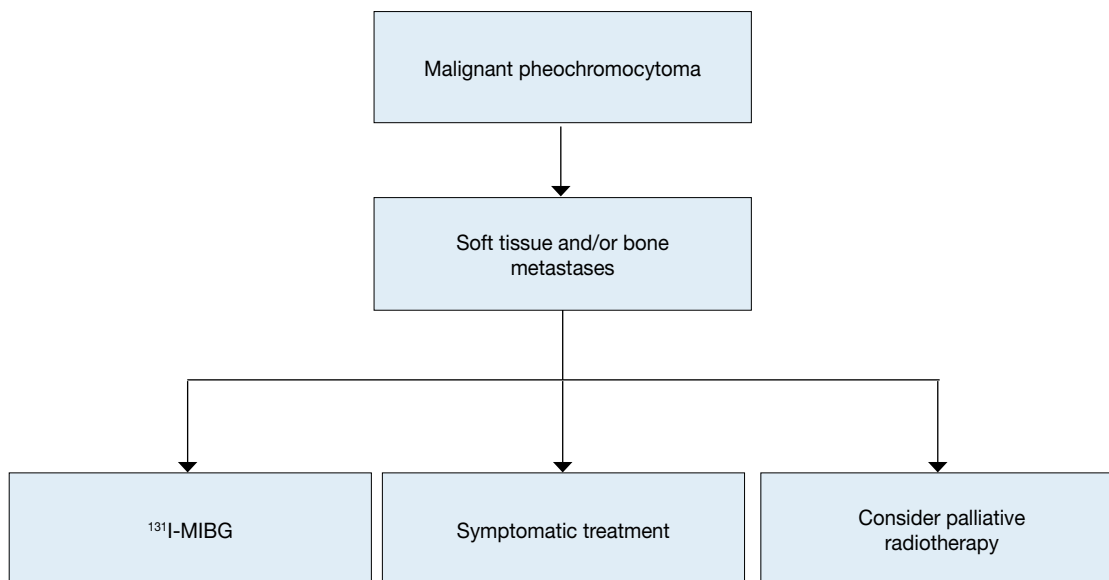 Malignant pheochromocytoma
Soft tissue and/or bone
metastases
¹³¹I-MIBG
Symptomatic treatment
Consider palliative
radiotherapy